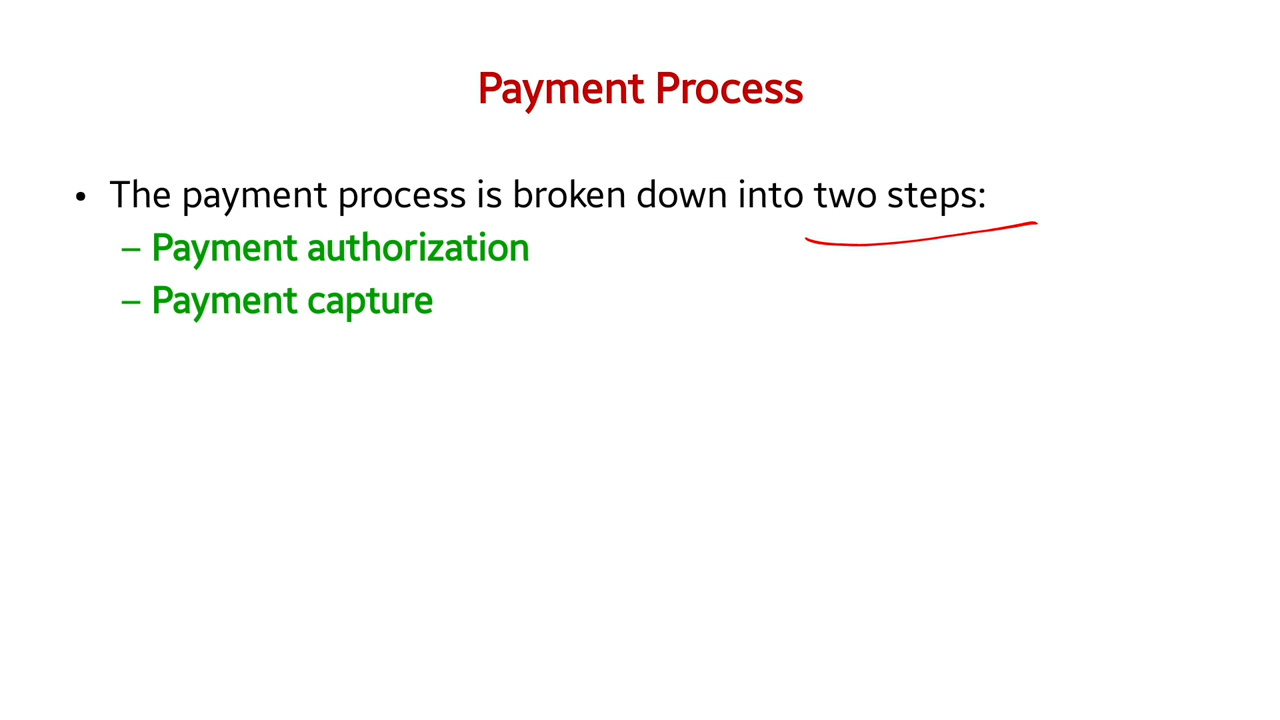 Payment Process
• The payment process is broken down into two steps:
– Payment authorization
– Payment capture